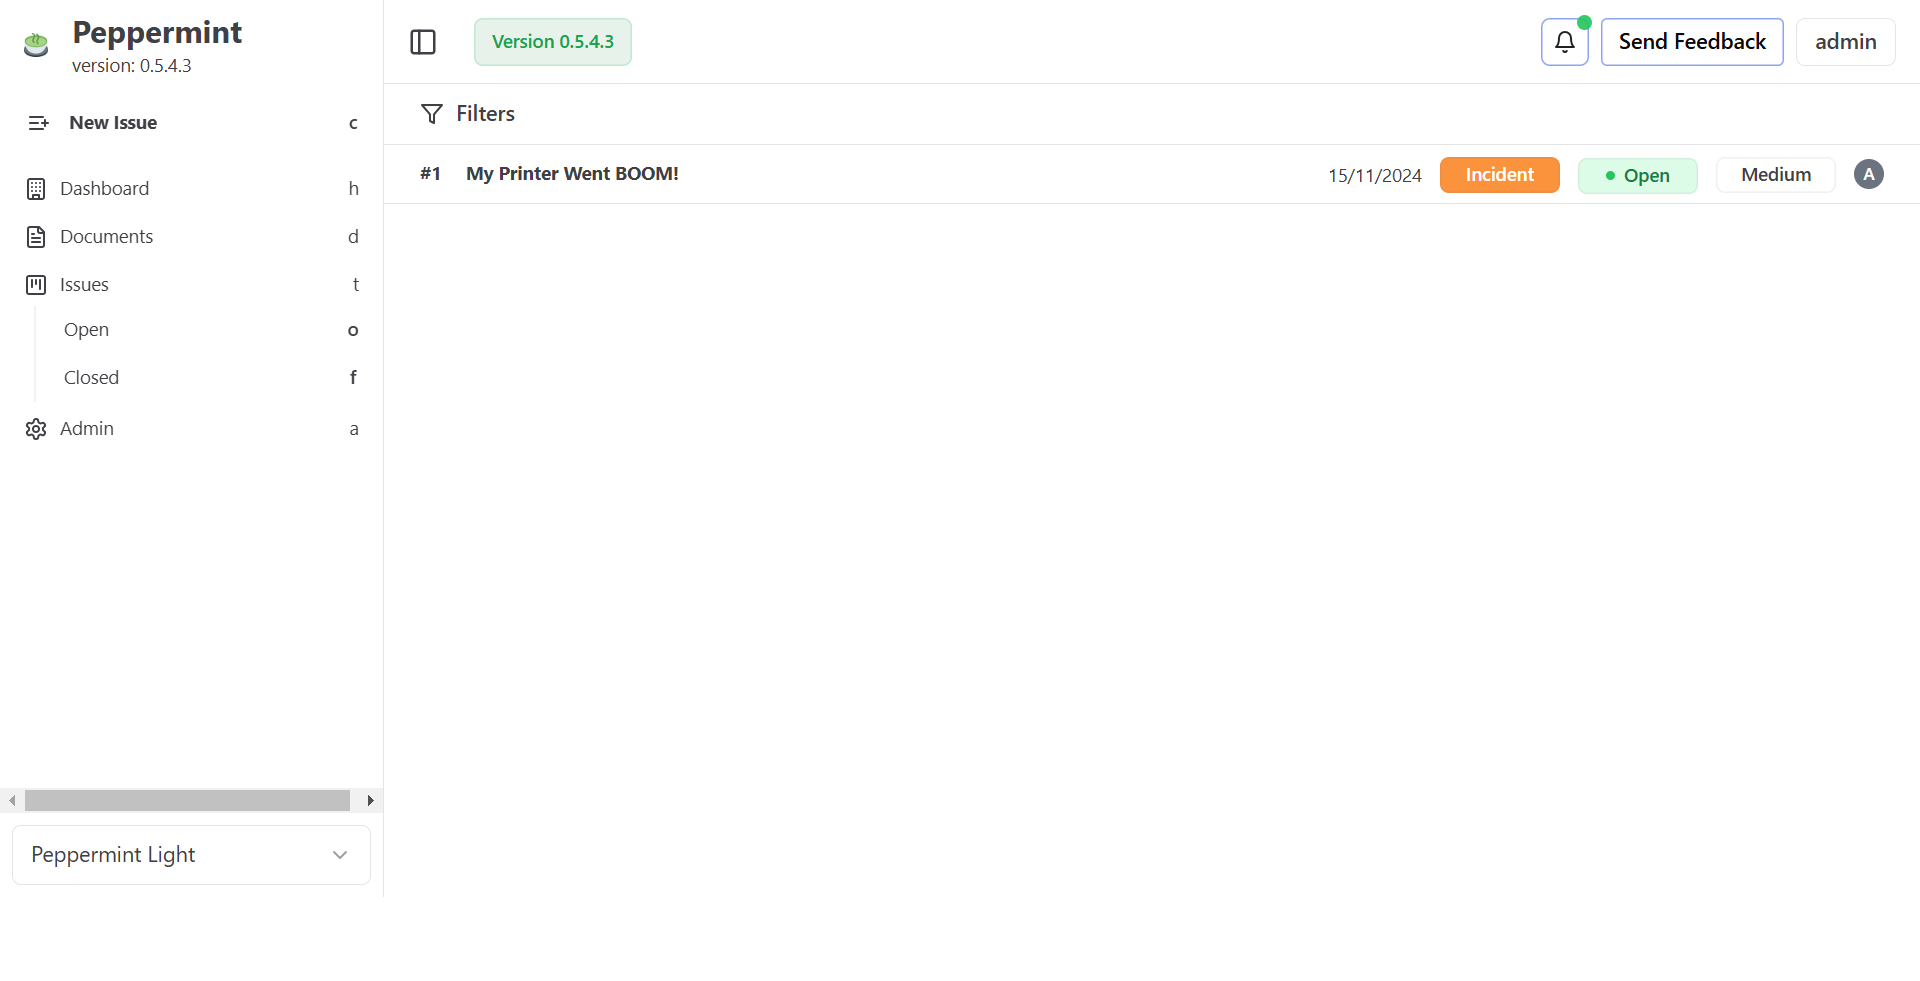 Peppermint
version: 0.5.4.3
New Issue c
Dashboard h
Documents d
Issues t
Open o
Closed f
Admin a
Peppermint Light
Version 0.5.4.3
Send Feedback
admin
Filters
#1 My Printer Went BOOM! 15/11/2024 Incident Open Medium A